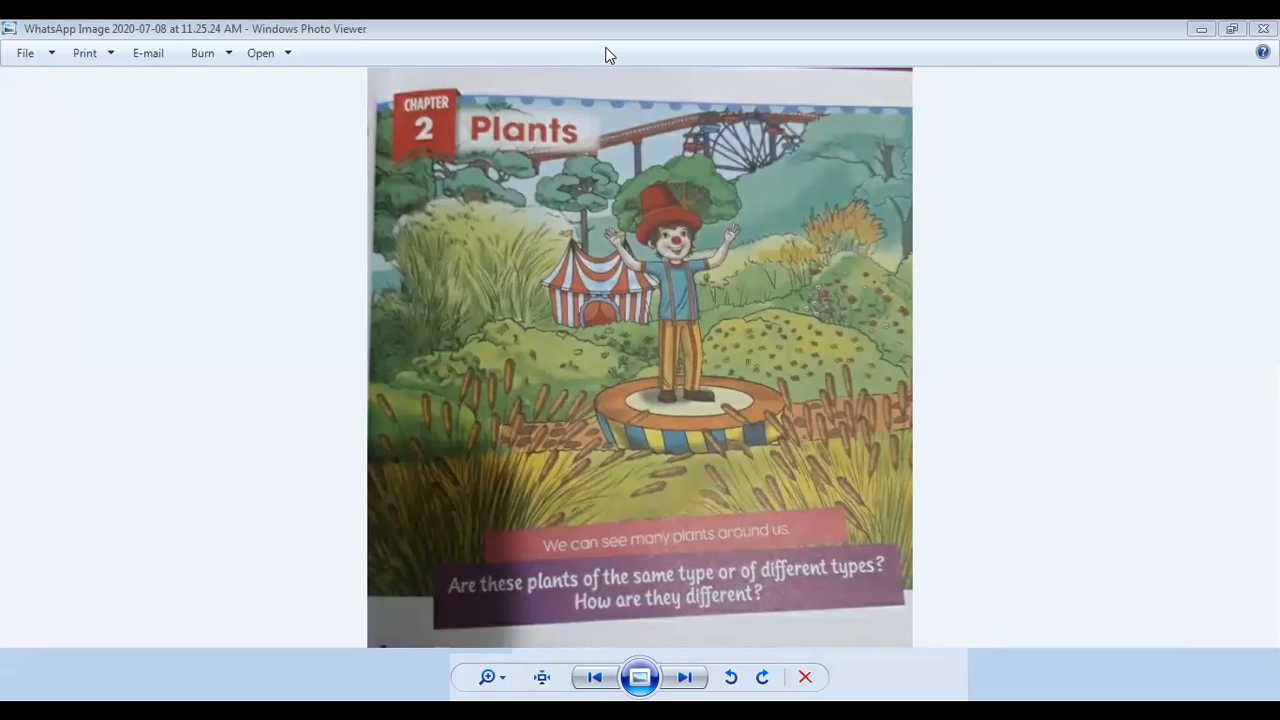 WhatsApp Image 2020-07-08 at 11.25.24 AM - Windows Photo Viewer
File Print E-mail Burn Open
CHAPTER
2
Plants
We can see many plants around us.
Are these plants of the same type or of different types?
How are they different?